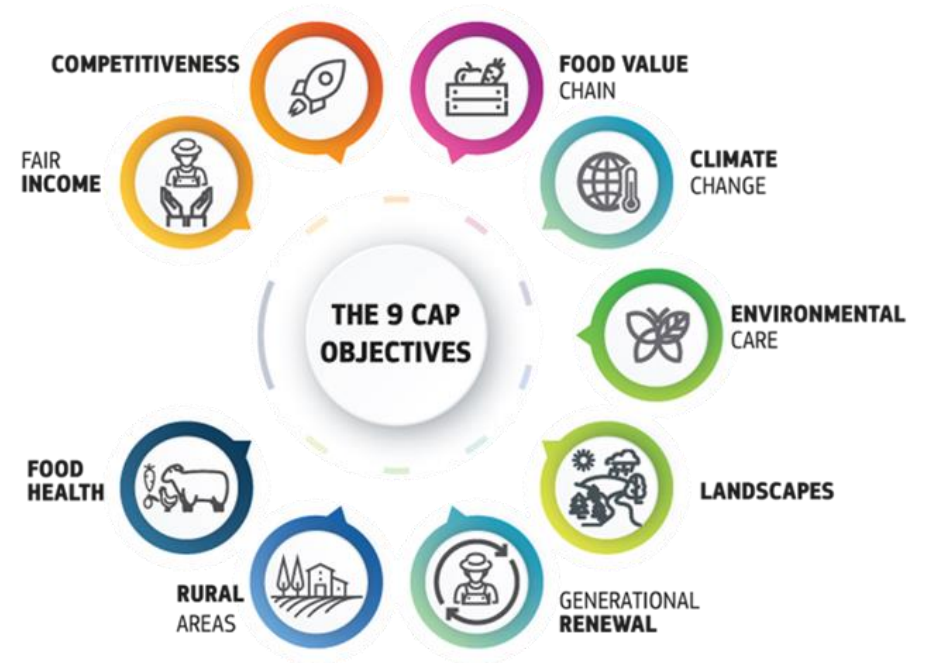 COMPETITIVENESS
FOOD VALUE
CHAIN
FAIR
INCOME
CLIMATE
CHANGE
THE 9 CAP
OBJECTIVES
ENVIRONMENTAL
CARE
FOOD
HEALTH
LANDSCAPES
RURAL
AREAS
GENERATIONAL
RENEWAL